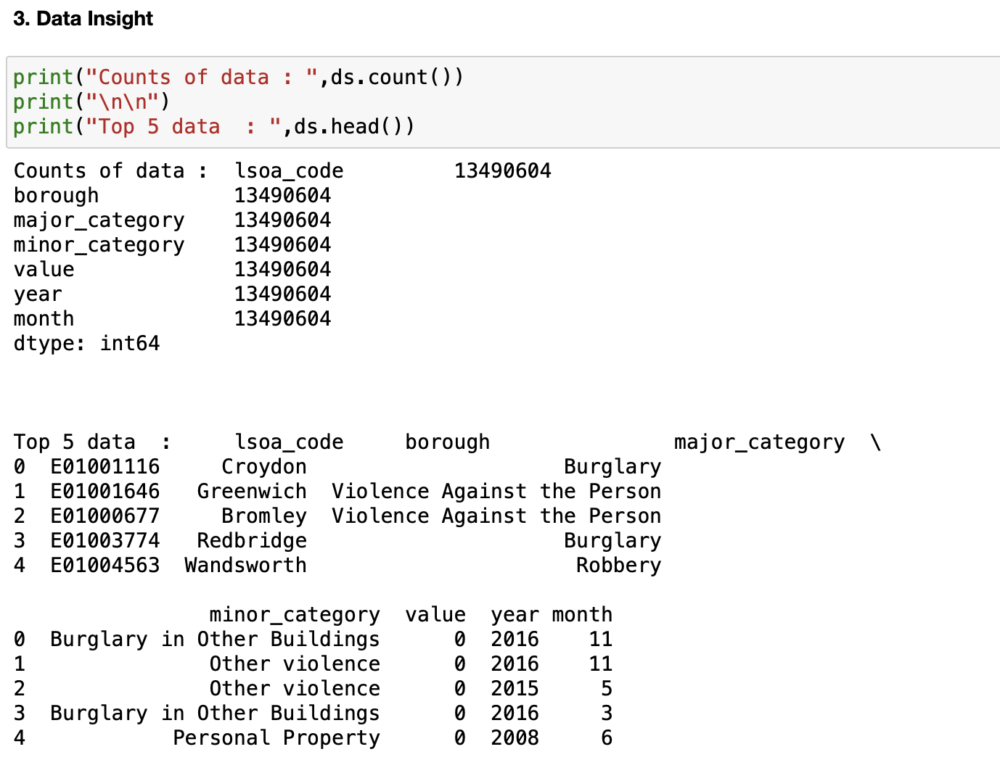 3. Data Insight
print("Counts of data : ",ds.count())
print("\n\n")
print("Top 5 data  : ",ds.head())
Counts of data :  lsoa_code         13490604
borough           13490604
major_category    13490604
minor_category    13490604
value             13490604
year              13490604
month             13490604
dtype: int64
Top 5 data  :     lsoa_code     borough               major_category  \
0  E01001116     Croydon                     Burglary
1  E01001646   Greenwich  Violence Against the Person
2  E01000677     Bromley  Violence Against the Person
3  E01003774   Redbridge                     Burglary
4  E01004563  Wandsworth                      Robbery
                minor_category  value  year month
0  Burglary in Other Buildings      0  2016    11
1               Other violence      0  2016    11
2               Other violence      0  2015     5
3  Burglary in Other Buildings      0  2016     3
4            Personal Property      0  2008     6